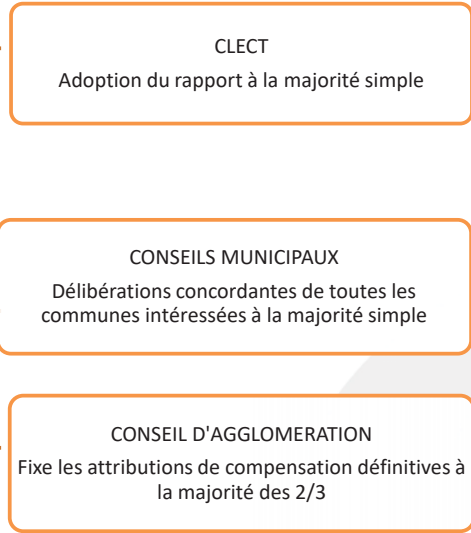 CLECT
Adoption du rapport à la majorité simple
CONSEILS MUNICIPAUX
Délibérations concordantes de toutes les
communes intéressées à la majorité simple
CONSEIL D'AGGLOMERATION
Fixe les attributions de compensation définitives à
la majorité des 2/3